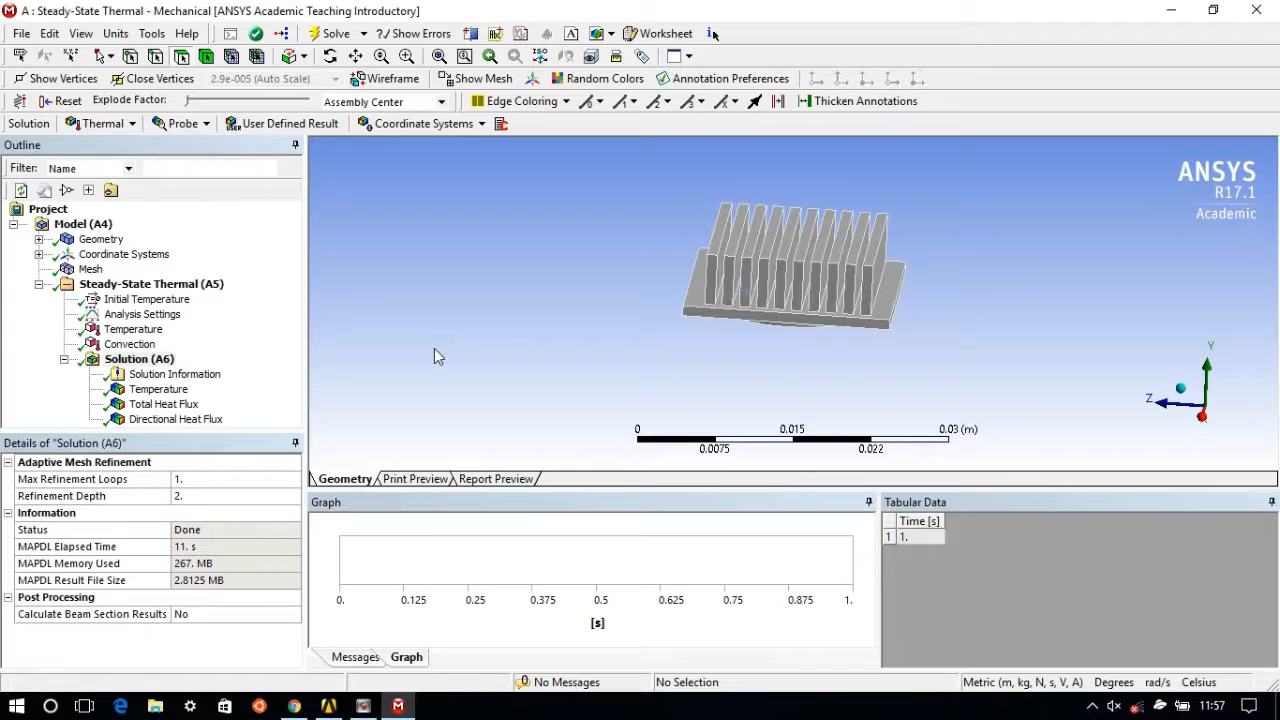 A : Steady-State Thermal - Mechanical [ANSYS Academic Teaching Introductory]
File Edit View Units Tools Help Solve ?/ Show Errors Worksheet
Show Vertices Close Vertices 2.9e-005 (Auto Scale) Wireframe Show Mesh Random Colors Annotation Preferences
Reset Explode Factor: Assembly Center Edge Coloring Thicken Annotations
Solution Thermal Probe User Defined Result Coordinate Systems
Outline
Filter: Name
Project
Model (A4)
Geometry
Coordinate Systems
Mesh
Steady-State Thermal (A5)
Initial Temperature
Analysis Settings
Temperature
Convection
Solution (A6)
Solution Information
Temperature
Total Heat Flux
Directional Heat Flux
Details of "Solution (A6)"
Adaptive Mesh Refinement
Max Refinement Loops 1.
Refinement Depth 2.
Information
Status Done
MAPDL Elapsed Time 11. s
MAPDL Memory Used 267. MB
MAPDL Result File Size 2.8125 MB
Post Processing
Calculate Beam Section Results No
ANSYS
R17.1
Academic
Y
Z
0 0.015 0.03 (m)
0.0075 0.022
Geometry Print Preview Report Preview
Graph
0. 0.125 0.25 0.375 0.5 0.625 0.75 0.875 1.
[s]
Messages Graph
Tabular Data
Time [s]
1 1.
No Messages No Selection Metric (m, kg, N, s, V, A) Degrees rad/s Celsius
11:57